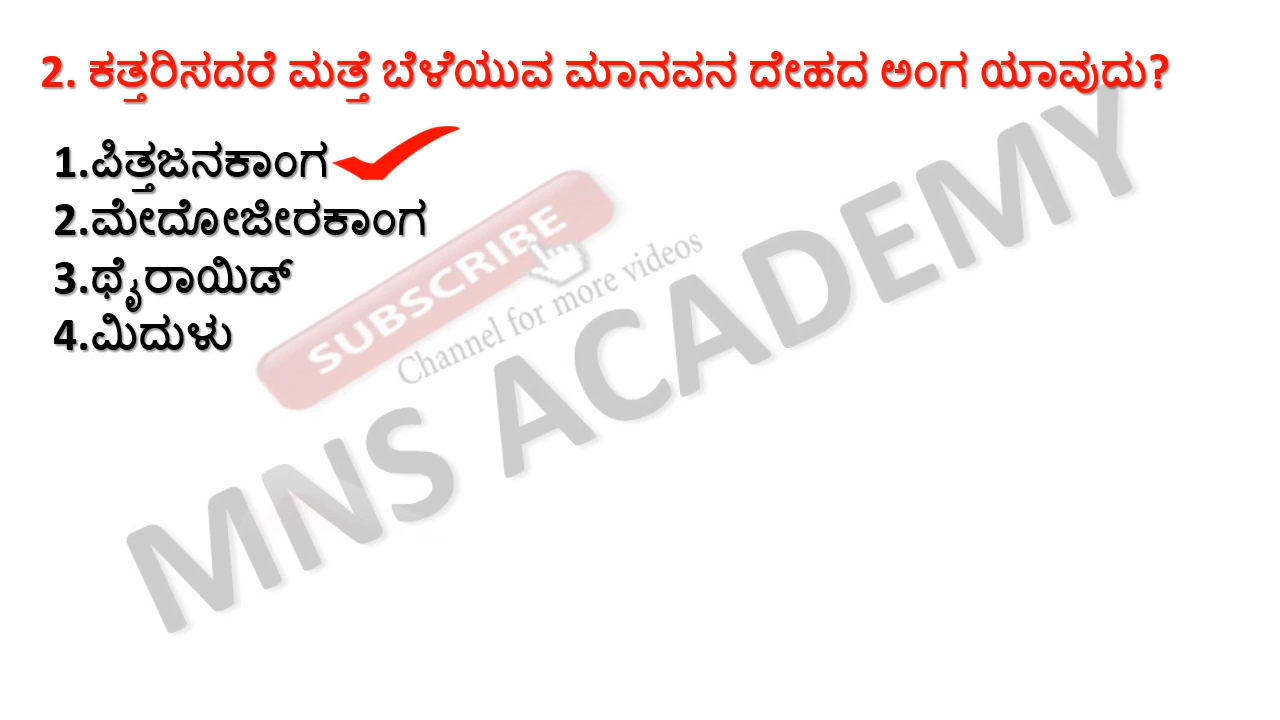 2. ಕತ್ತರಿಸದರೆ ಮತ್ತೆ ಬೆಳೆಯುವ ಮಾನವನ ದೇಹದ ಅಂಗ ಯಾವುದು?
1.ಪಿತ್ತಜನಕಾಂಗ
2.ಮೇದೋಜೀರಕಾಂಗ
3.ಥೈರಾಯಿಡ್
4.ಮಿದುಳು
SUBSCRIBE
Channel for more videos
MNS ACADEMY